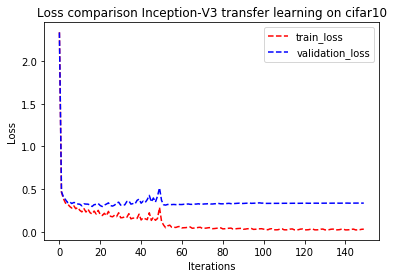 Loss comparison Inception-V3 transfer learning on cifar10
train_loss
validation_loss
2.0
1.5
1.0
0.5
0.0
Loss
0 20 40 60 80 100 120 140
Iterations